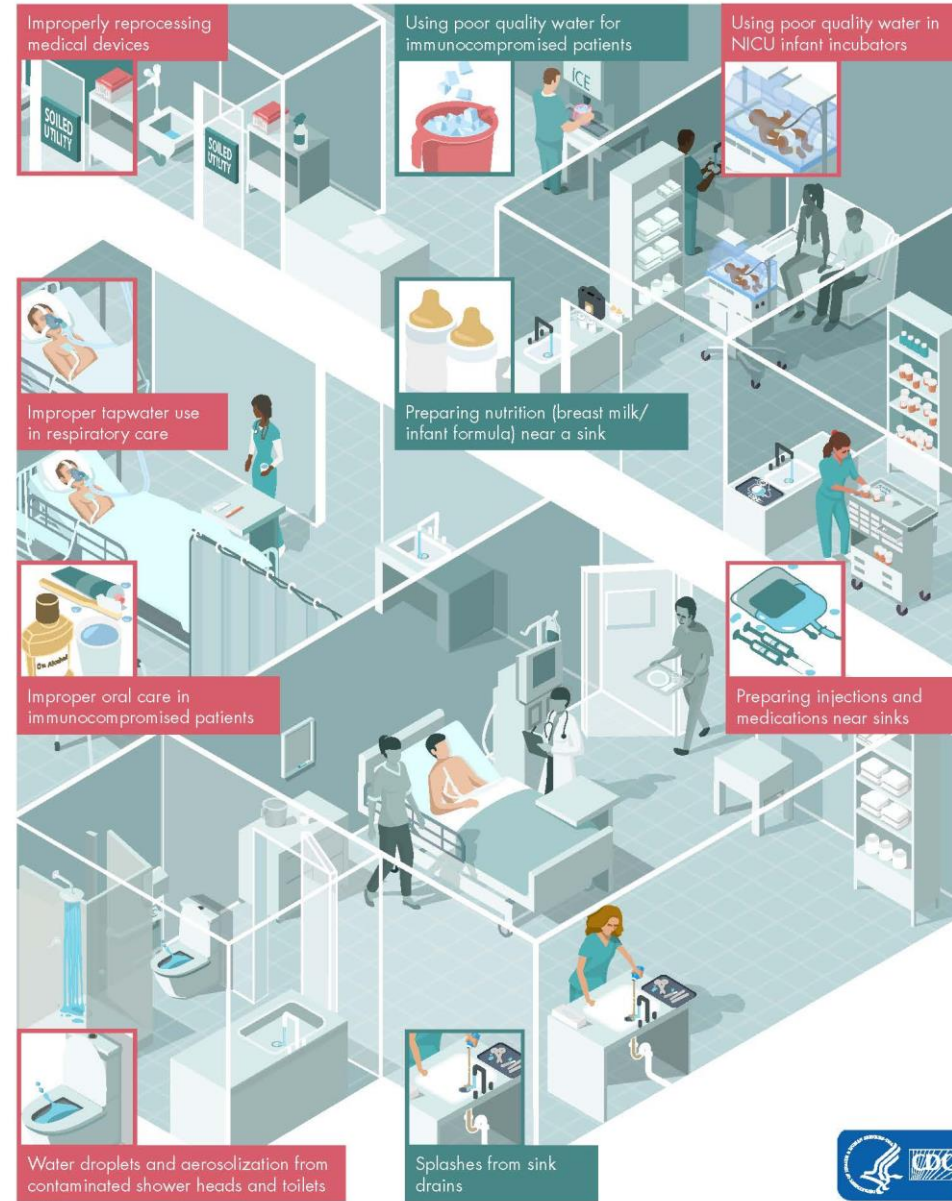 Improperly reprocessing
medical devices
SOILED
UTILITY
SOILED
UTILITY
Using poor quality water for
immunocompromised patients
ICE
Using poor quality water in
NICU infant incubators
Improper tapwater use
in respiratory care
Preparing nutrition (breast milk/
infant formula) near a sink
Alcohol
Improper oral care in
immunocompromised patients
Preparing injections and
medications near sinks
Water droplets and aerosolization from
contaminated shower heads and toilets
Splashes from sink
drains
CDC